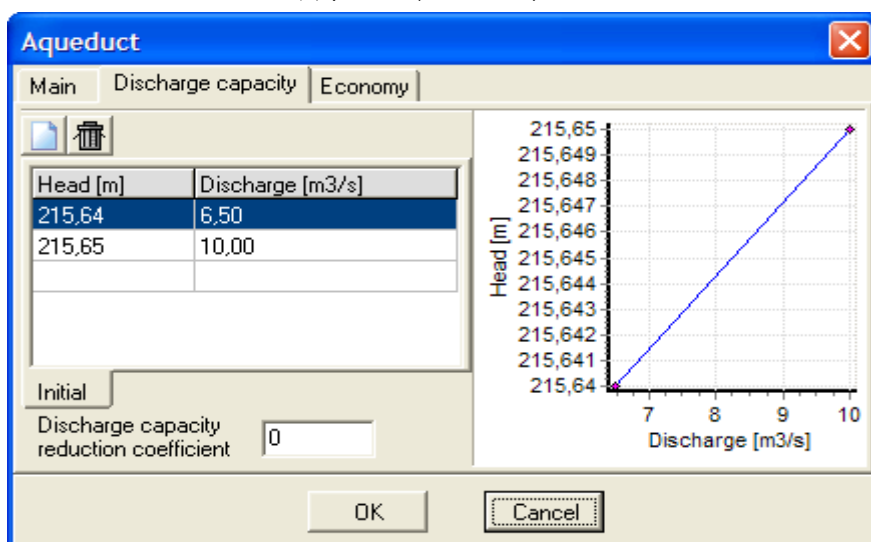 Aqueduct
Main Discharge capacity Economy
Head [m] Discharge [m3/s]
215,64 6,50
215,65 10,00
Initial
Discharge capacity
reduction coefficient 0
215,65
215,649
215,648
215,647
215,646
215,645
215,644
215,643
215,642
215,641
215,64
Head [m]
7 8 9 10
Discharge [m3/s]
OK Cancel